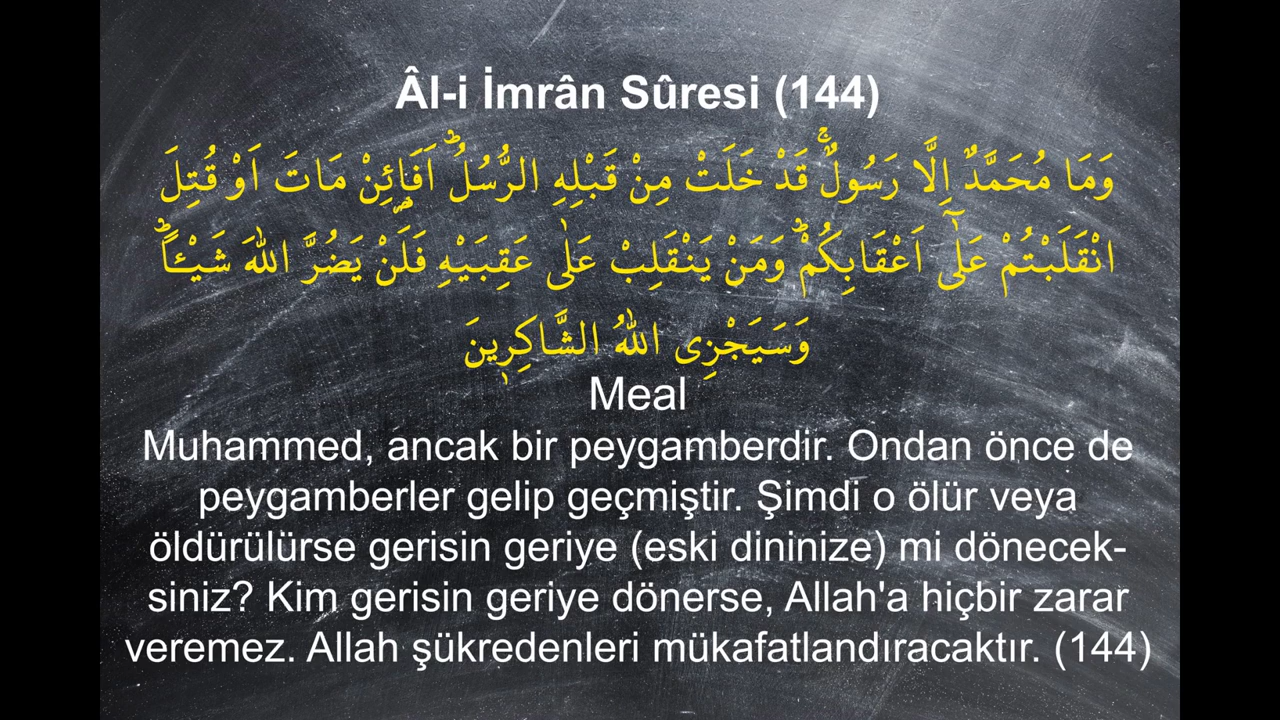 Âl-i İmrân Sûresi (144)
وَمَا مُحَمَّدٌ اِلَّا رَسُولٌۚ قَدْ خَلَتْ مِنْ قَبْلِهِ الرُّسُلُۜ اَفَا۬ئِنْ مَاتَ اَوْ قُتِلَ
انْقَلَبْتُمْ عَلٰٓى اَعْقَابِكُمْۜ وَمَنْ يَنْقَلِبْ عَلٰى عَقِبَيْهِ فَلَنْ يَضُرَّ اللّٰهَ شَيْـٔاًۜ
وَسَيَجْزِى اللّٰهُ الشَّاكِر۪ينَ
Meal
Muhammed, ancak bir peygamberdir. Ondan önce de
peygamberler gelip geçmiştir. Şimdi o ölür veya
öldürülürse gerisin geriye (eski dininize) mi dönecek-
siniz? Kim gerisin geriye dönerse, Allah'a hiçbir zarar
veremez. Allah şükredenleri mükafatlandıracaktır. (144)